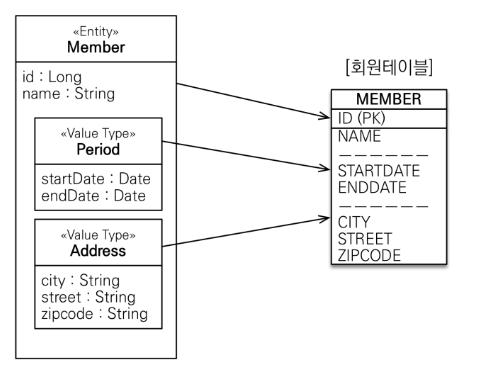 «Entity»
Member
id : Long
name : String
«Value Type»
Period
startDate : Date
endDate : Date
«Value Type»
Address
city : String
street : String
zipcode : String
[회원테이블]
MEMBER
ID (PK)
NAME
STARTDATE
ENDDATE
CITY
STREET
ZIPCODE